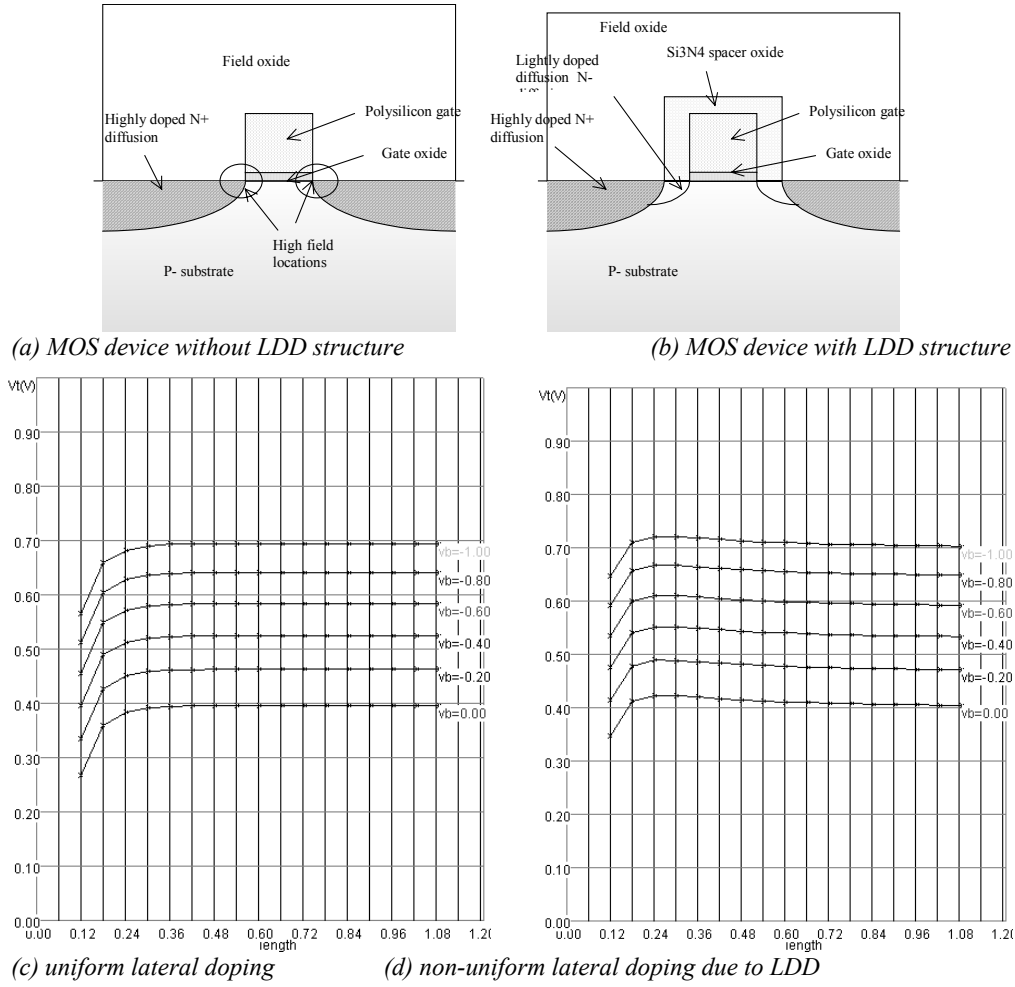 Field oxide
Highly doped N+
diffusion
Polysilicon gate
Gate oxide
High field
locations
P- substrate
Field oxide
Si3N4 spacer oxide
Lightly doped
diffusion N-
Polysilicon gate
Highly doped N+
diffusion
Gate oxide
P- substrate
(a) MOS device without LDD structure
(b) MOS device with LDD structure
Vt(V)
0.90
0.80
0.70
0.60
0.50
0.40
0.30
0.20
0.10
0.00
vb=-1.00
vb=-0.80
vb=-0.60
vb=-0.40
vb=-0.20
vb=0.00
0.00 0.12 0.24 0.36 0.48 0.60 0.72 0.84 0.96 1.08 1.20
length
Vt(V)
0.90
0.80
0.70
0.60
0.50
0.40
0.30
0.20
0.10
0.00
vb=-1.00
vb=-0.80
vb=-0.60
vb=-0.40
vb=-0.20
vb=0.00
0.00 0.12 0.24 0.36 0.48 0.60 0.72 0.84 0.96 1.08 1.20
length
(c) uniform lateral doping
(d) non-uniform lateral doping due to LDD